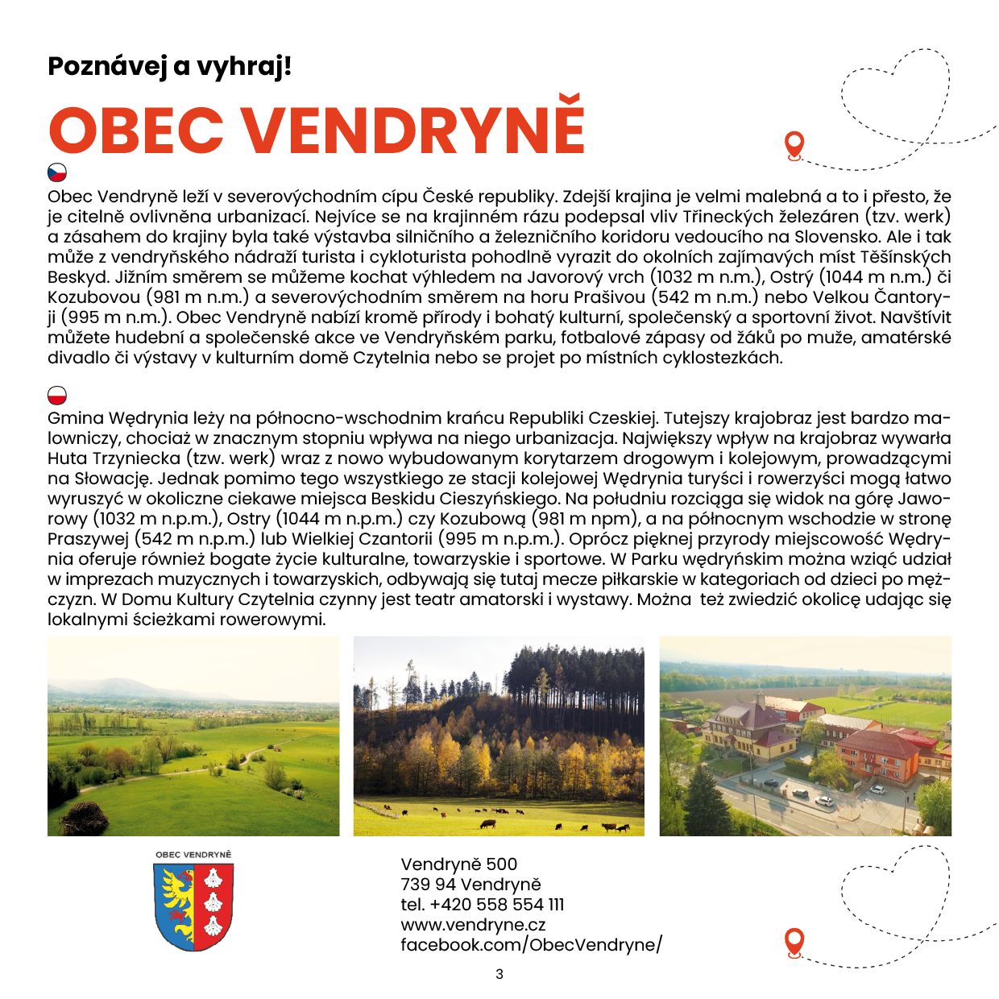 Poznávej a vyhraj!
OBEC VENDRYNĚ
Obec Vendryně leží v severovýchodním cípu České republiky. Zdejší krajina je velmi malebná a to i přesto, že
je citelně ovlivněna urbanizací. Nejvíce se na krajinném rázu podepsal vliv Třineckých železáren (tzv. werk)
a zásahem do krajiny byla také výstavba silničního a železničního koridoru vedoucího na Slovensko. Ale i tak
může z vendryňského nádraží turista i cykloturista pohodlně vyrazit do okolních zajímavých míst Těšínských
Beskyd. Jižním směrem se můžeme kochat výhledem na Javorový vrch (1032 m n.m.), Ostrý (1044 m n.m.) či
Kozubovou (981 m n.m.) a severovýchodním směrem na horu Prašivou (542 m n.m.) nebo Velkou Čantory-
ji (995 m n.m.). Obec Vendryně nabízí kromě přírody i bohatý kulturní, společenský a sportovní život. Navštívit
můžete hudební a společenské akce ve Vendryňském parku, fotbalové zápasy od žáků po muže, amatérské
divadlo či výstavy v kulturním domě Czytelnia nebo se projet po místních cyklostezkách.
Gmina Wędrynia leży na północno-wschodnim krańcu Republiki Czeskiej. Tutejszy krajobraz jest bardzo ma-
lowniczy, chociaż w znacznym stopniu wpływa na niego urbanizacja. Największy wpływ na krajobraz wywarła
Huta Trzyniecka (tzw. werk) wraz z nowo wybudowanym korytarzem drogowym i kolejowym, prowadzącymi
na Słowację. Jednak pomimo tego wszystkiego ze stacji kolejowej Wędrynia turyści i rowerzyści mogą łatwo
wyruszyć w okoliczne ciekawe miejsca Beskidu Cieszyńskiego. Na południu rozciąga się widok na górę Jawo-
rowy (1032 m n.p.m.), Ostry (1044 m n.p.m.) czy Kozubową (981 m npm), a na północnym wschodzie w stronę
Praszywej (542 m n.p.m.) lub Wielkiej Czantorii (995 m n.p.m.). Oprócz pięknej przyrody miejscowość Wędry-
nia oferuje również bogate życie kulturalne, towarzyskie i sportowe. W Parku wędryńskim można wziąć udział
w imprezach muzycznych i towarzyskich, odbywają się tutaj mecze piłkarskie w kategoriach od dzieci po męż-
czyzn. W Domu Kultury Czytelnia czynny jest teatr amatorski i wystawy. Można  też zwiedzić okolicę udając się
lokalnymi ścieżkami rowerowymi.
OBEC VENDRYNĚ
Vendryně 500
739 94 Vendryně
tel. +420 558 554 111
www.vendryne.cz
facebook.com/ObecVendryne/
3